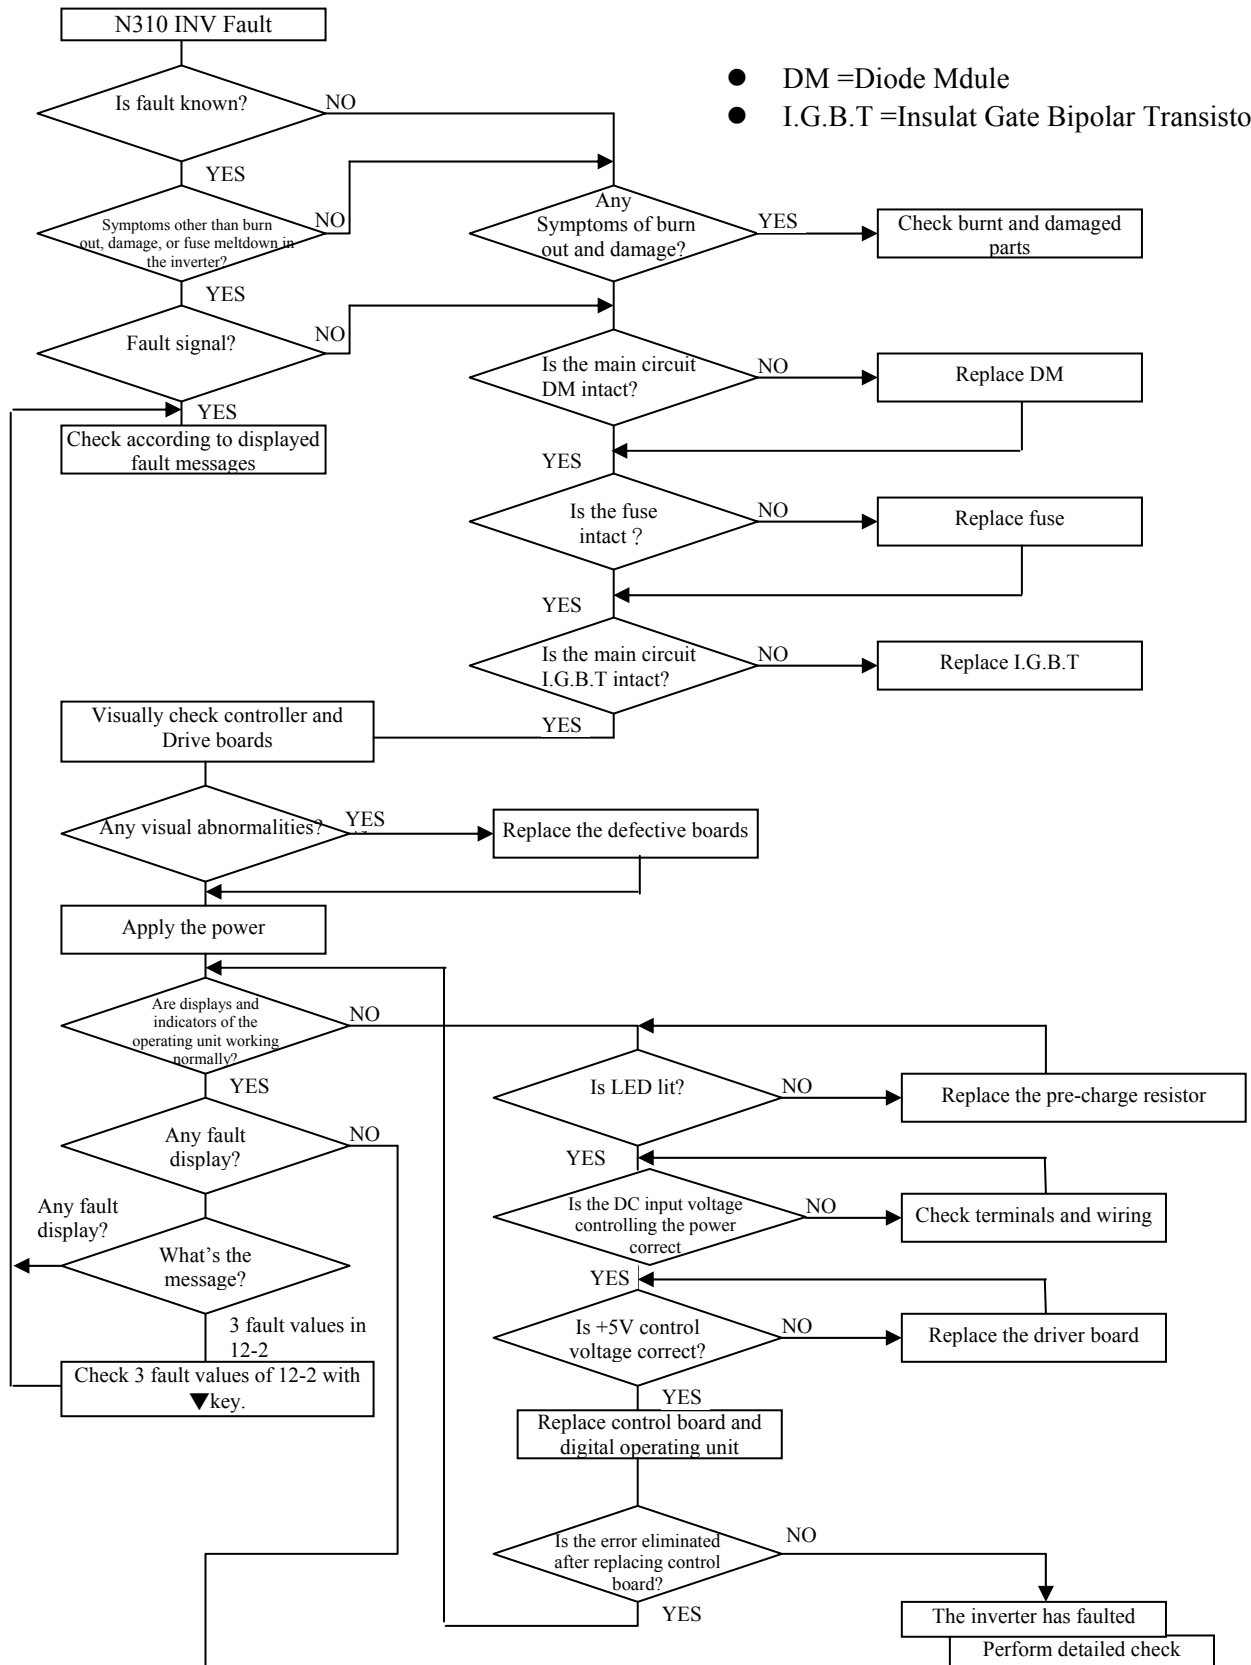 N310 INV Fault
● DM =Diode Mdule
● I.G.B.T =Insulat Gate Bipolar Transisto
Is fault known?
NO
YES
Symptoms other than burn
out, damage, or fuse meltdown in
the inverter?
NO
YES
Any
Symptoms of burn
out and damage?
YES
Check burnt and damaged
parts
Fault signal?
NO
YES
Check according to displayed
fault messages
Is the main circuit
DM intact?
NO
Replace DM
YES
Is the fuse
intact ?
NO
Replace fuse
YES
Is the main circuit
I.G.B.T intact?
NO
Replace I.G.B.T
YES
Visually check controller and
Drive boards
Any visual abnormalities?
YES
Replace the defective boards
Apply the power
Are displays and
indicators of the
operating unit working
normally?
NO
YES
Is LED lit?
NO
Replace the pre-charge resistor
YES
Any fault
display?
NO
Any fault
display?
What's the
message?
3 fault values in
12-2
Check 3 fault values of 12-2 with
▼key.
Is the DC input voltage
controlling the power
correct
NO
Check terminals and wiring
YES
Is +5V control
voltage correct?
NO
Replace the driver board
YES
Replace control board and
digital operating unit
Is the error eliminated
after replacing control
board?
NO
YES
The inverter has faulted
Perform detailed check